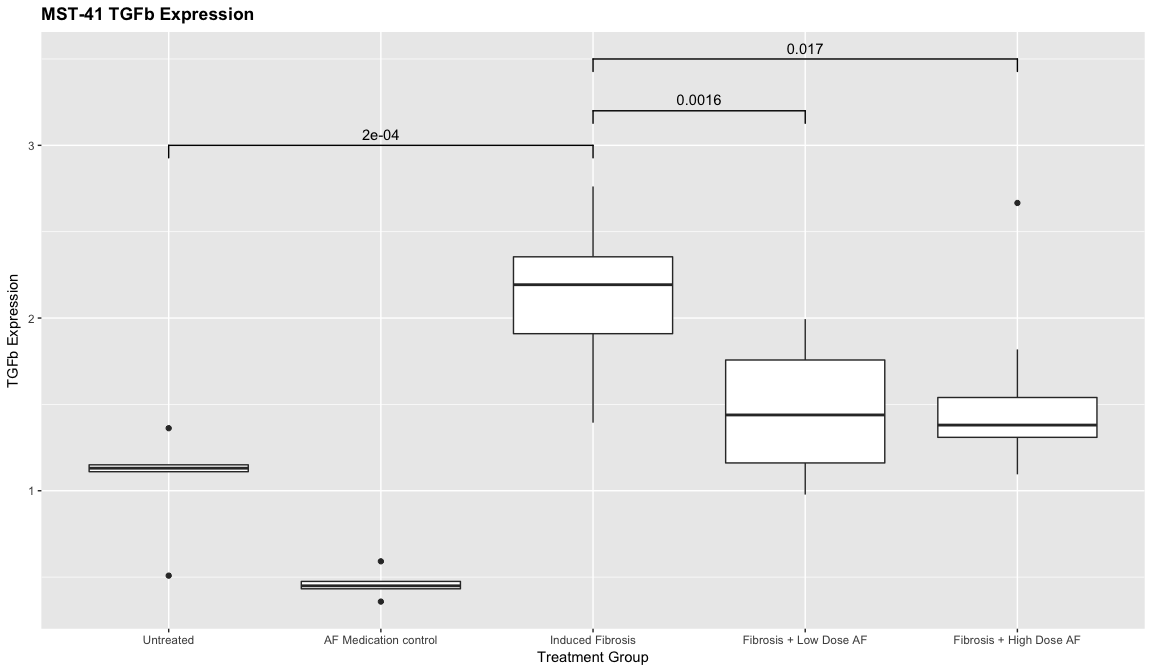 MST-41 TGFb Expression
0.017
0.0016
2e-04
3
2
1
TGFb Expression
Untreated
AF Medication control
Induced Fibrosis
Fibrosis + Low Dose AF
Fibrosis + High Dose AF
Treatment Group